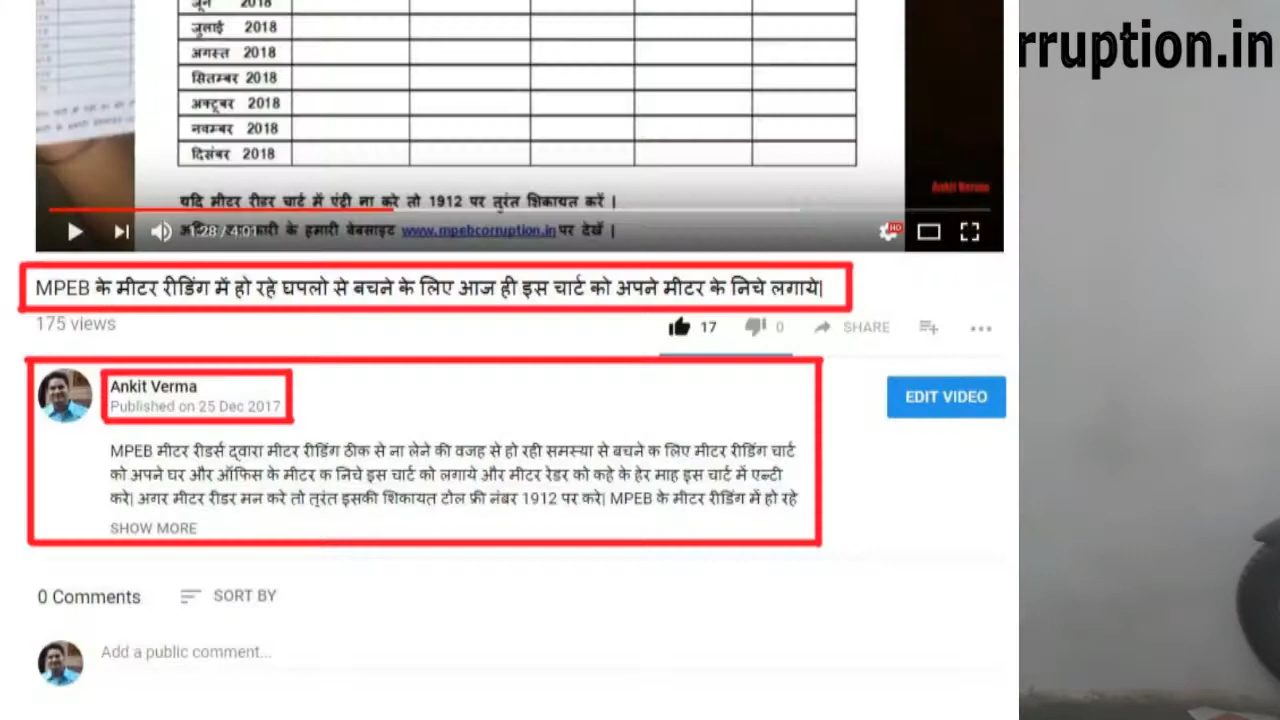 जून 2018
rruption.in
जुलाई 2018
अगस्त 2018
सितम्बर 2018
अक्टूबर 2018
नवम्बर 2018
दिसंबर 2018
Ankit Verma
यदि मीटर रीडर चार्ट में एंट्री ना करे तो 1912 पर तुरंत शिकायत करें |
1:28 / 4:01 के हमारी वेबसाइट www.mpebcorruption.in पर देखें |
HD
MPEB के मीटर रीडिंग में हो रहे घपलो से बचने के लिए आज ही इस चार्ट को अपने मीटर के निचे लगाये|
175 views
17 0 SHARE
Ankit Verma
Published on 25 Dec 2017
EDIT VIDEO
MPEB मीटर रीडर्स द्वारा मीटर रीडिंग ठीक से ना लेने की वजह से हो रही समस्या से बचने क लिए मीटर रीडिंग चार्ट
को अपने घर और ऑफिस के मीटर क निचे इस चार्ट को लगाये और मीटर रेडर को कहे के हेर माह इस चार्ट में एन्टी
करे| अगर मीटर रीडर मन करे तो तुरंत इसकी शिकायत टोल फ्री नंबर 1912 पर करे| MPEB के मीटर रीडिंग में हो रहे
SHOW MORE
0 Comments SORT BY
Add a public comment...